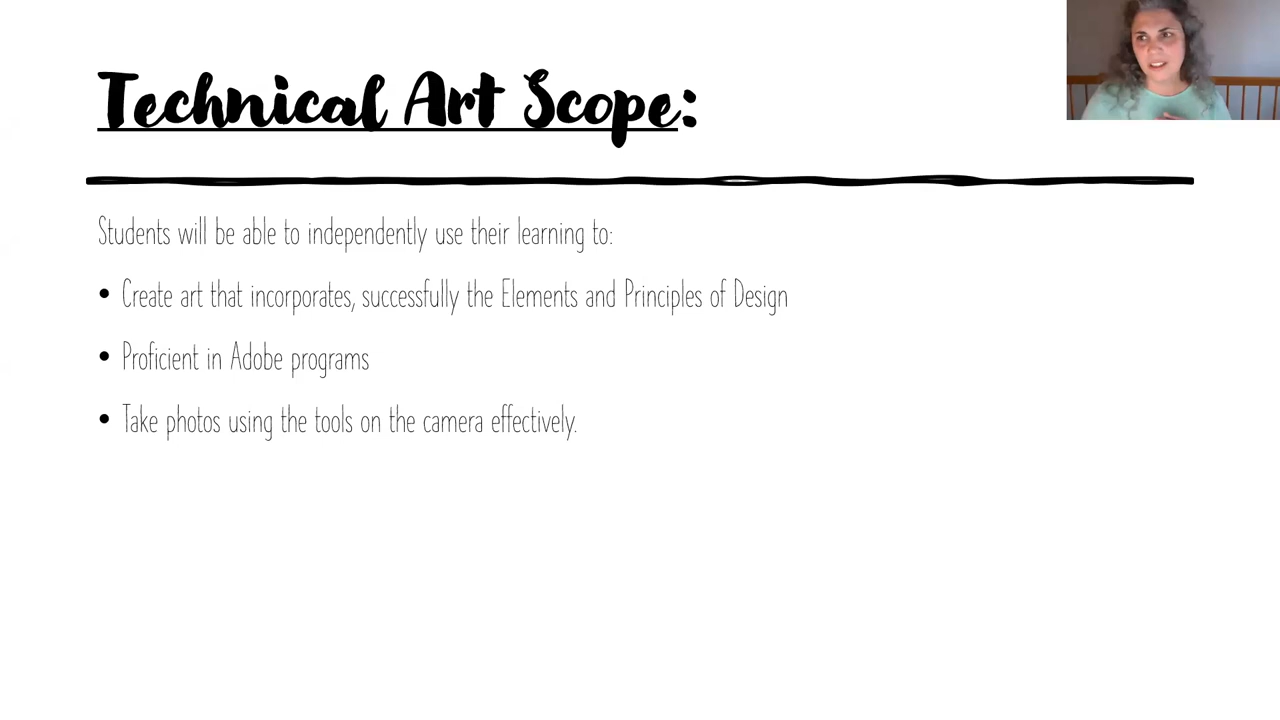 Technical Art Scope:
Students will be able to independently use their learning to:
• Create art that incorporates, successfully the Elements and Principles of Design
• Proficient in Adobe programs
• Take photos using the tools on the camera effectively.